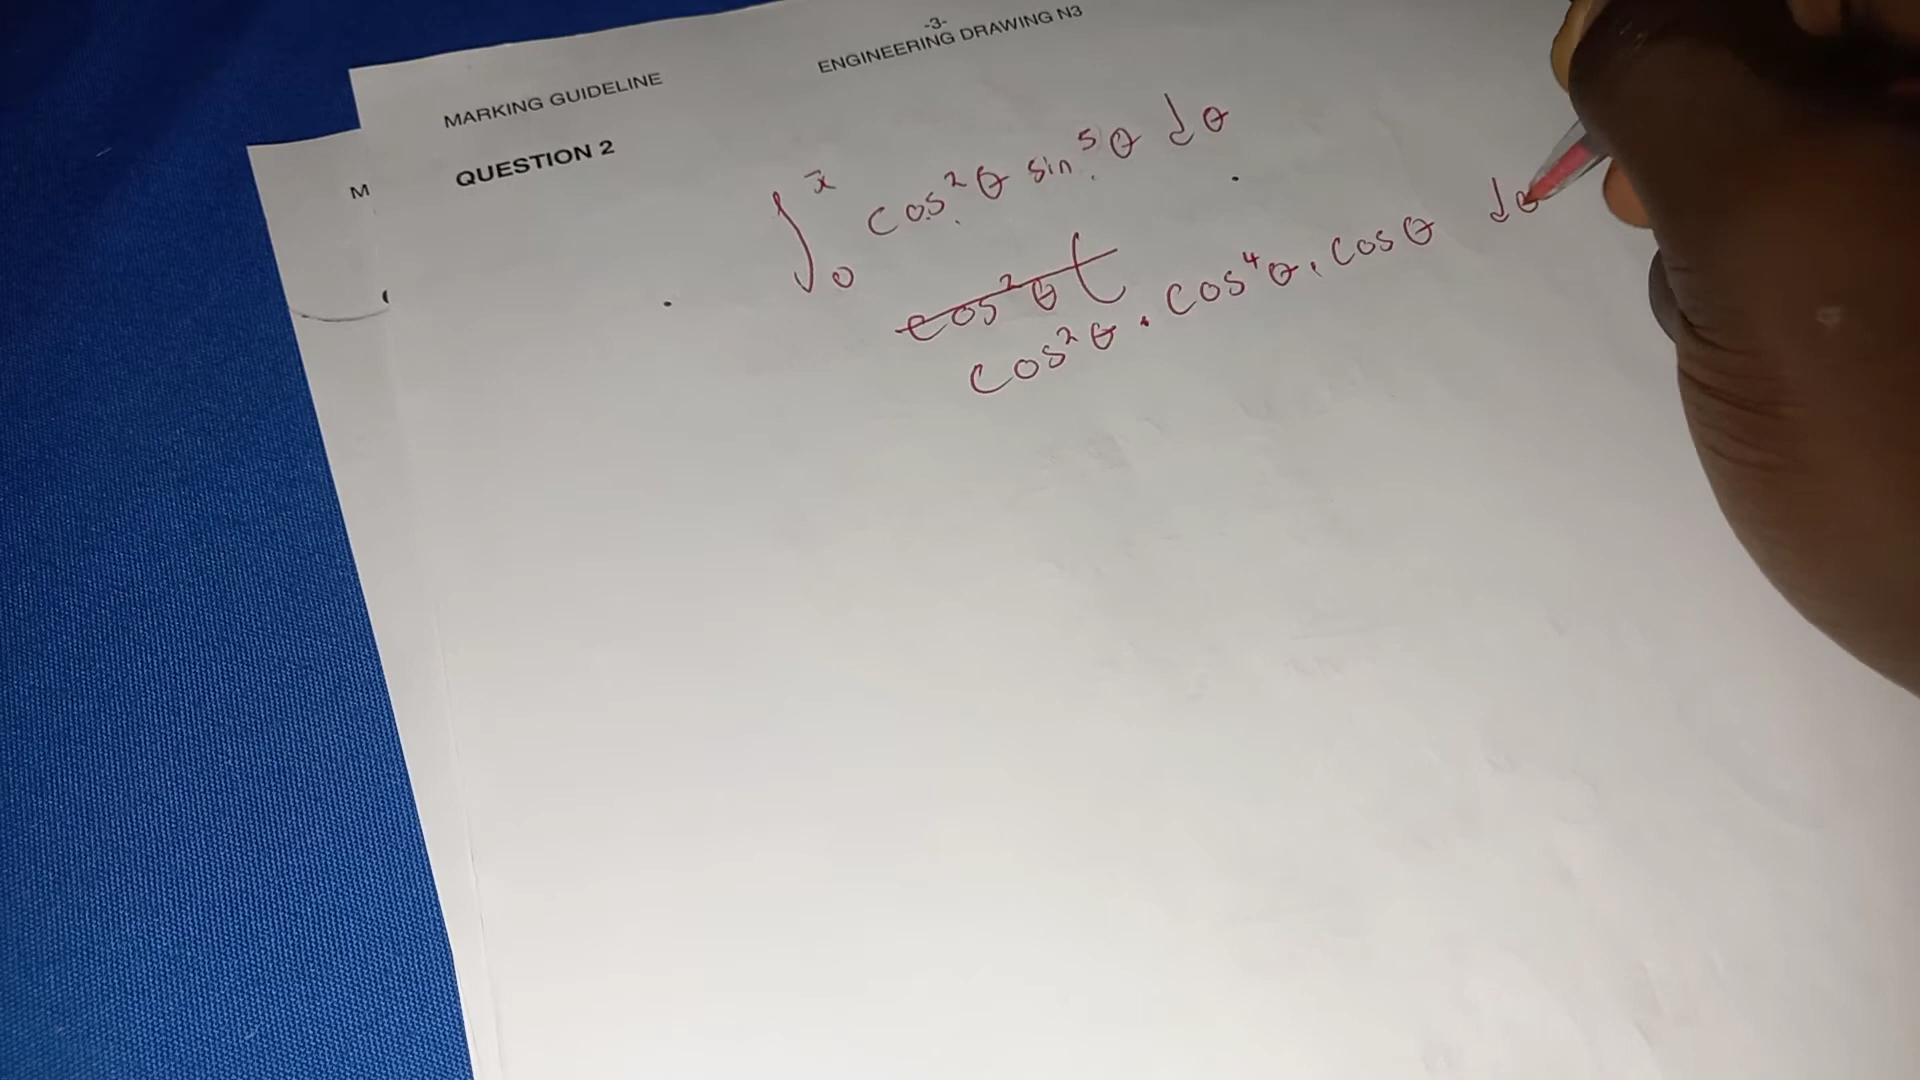 -3-
MARKING GUIDELINE ENGINEERING DRAWING N3
M
QUESTION 2
∫₀^π cos²θ sin⁵θ dθ
cos²θ
cos²θ . cos⁴θ . cosθ dθ